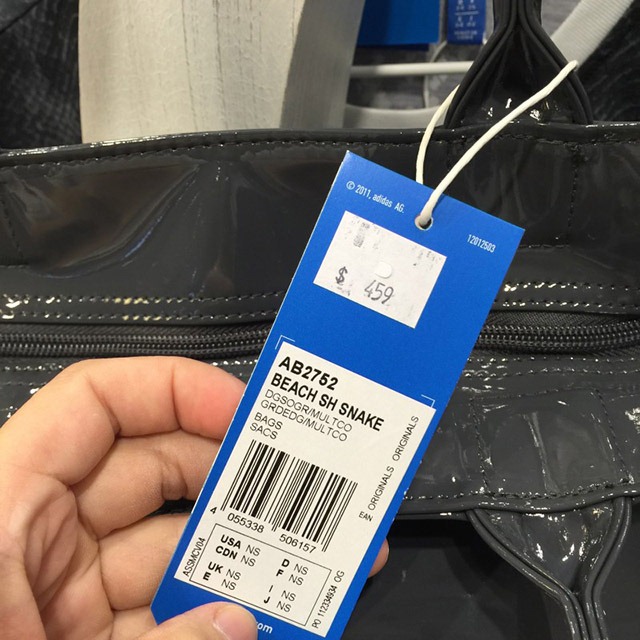 © 2011, adidas AG.
12012503
$ 459
AB2752
BEACH SH SNAKE
DGSOGR/MULTCO
GRDEDG/MULTCO
BAGS
SACS
ORIGINALS ORIGINALS
EAN
4 055338 506157
ASSMCV04
USA NS D NS
CDN NS F NS
UK NS I NS
E NS J NS
PO 112334934 OG
.com